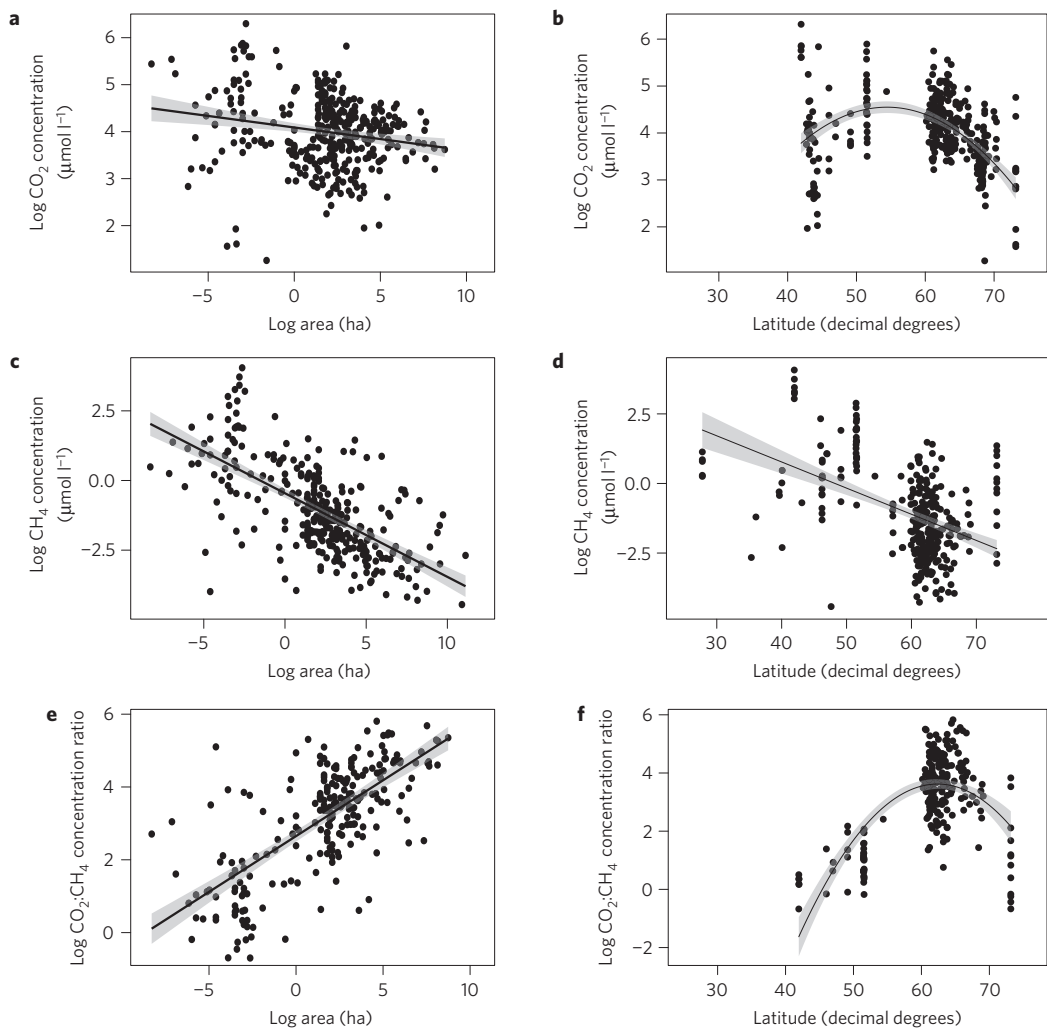 a
Log CO2 concentration
(μmol l−1)
6
5
4
3
2
−5 0 5 10
Log area (ha)
b
Log CO2 concentration
(μmol l−1)
6
5
4
3
2
30 40 50 60 70
Latitude (decimal degrees)
c
Log CH4 concentration
(μmol l−1)
2.5
0.0
−2.5
−5 0 5 10
Log area (ha)
d
Log CH4 concentration
(μmol l−1)
2.5
0.0
−2.5
30 40 50 60 70
Latitude (decimal degrees)
e
Log CO2:CH4 concentration ratio
6
4
2
0
−5 0 5 10
Log area (ha)
f
Log CO2:CH4 concentration ratio
6
4
2
0
−2
30 40 50 60 70
Latitude (decimal degrees)